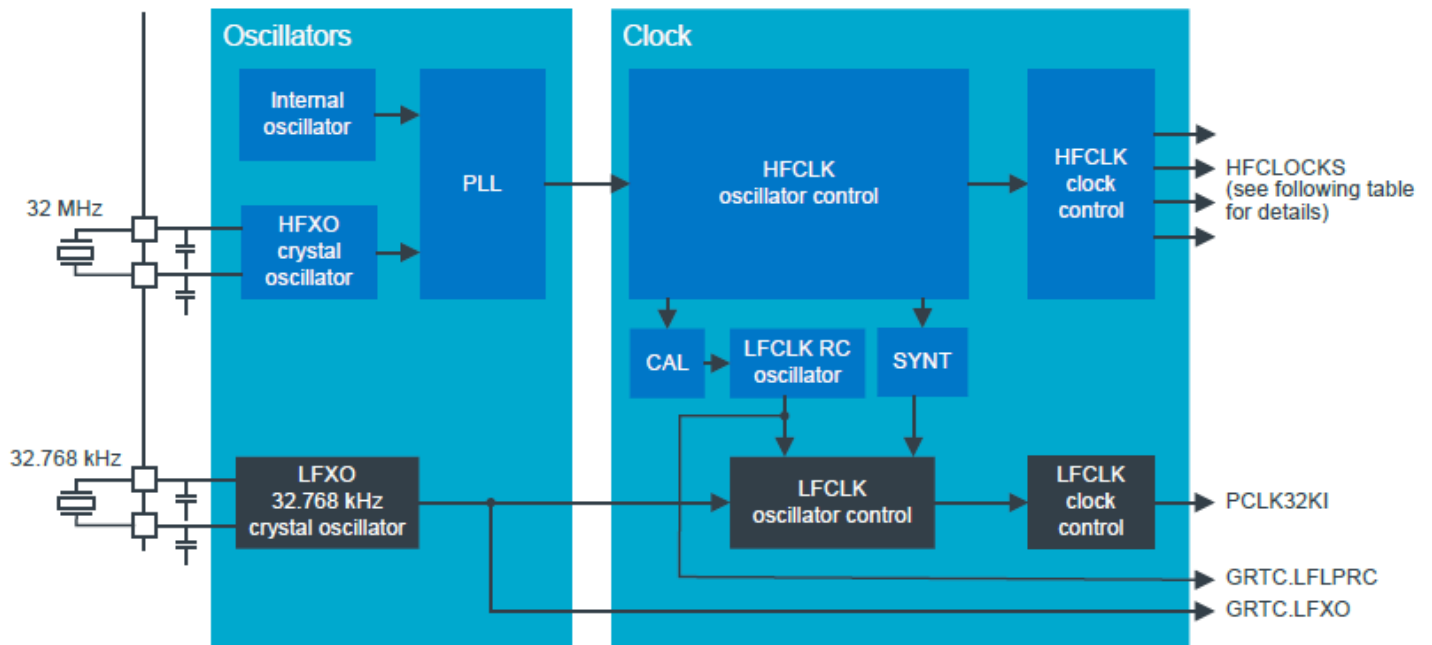 Oscillators
Clock
Internal
oscillator
PLL
HFCLK
oscillator control
HFCLK
clock
control
HFCLOCKS
(see following table
for details)
32 MHz
HFXO
crystal
oscillator
CAL
LFCLK RC
oscillator
SYNT
32.768 kHz
LFXO
32.768 kHz
crystal oscillator
LFCLK
oscillator control
LFCLK
clock
control
PCLK32KI
GRTC.LFLPRC
GRTC.LFXO